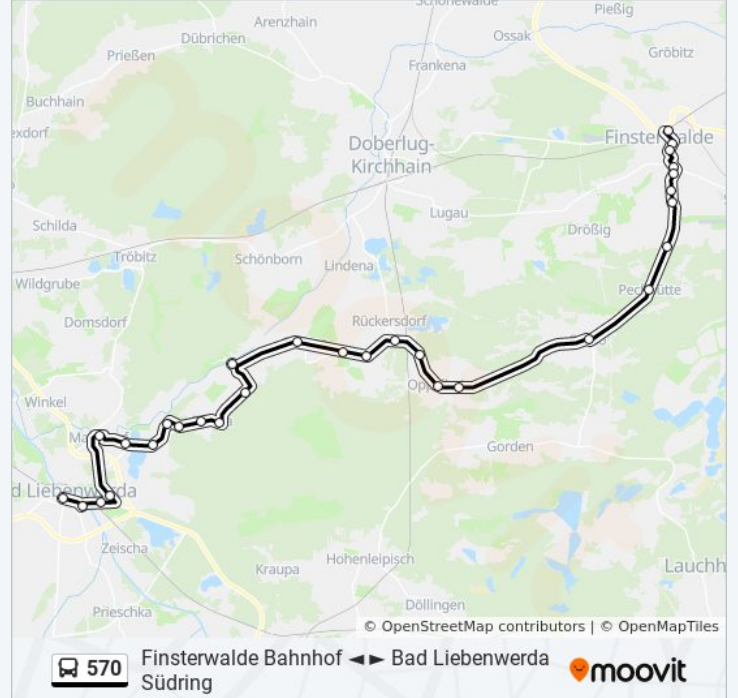 Schönewalde
Pießig
Arenzhain
Ossak
Dübrichen
Prießen
Frankena
Gröbitz
Buchhain
exdorf
Doberlug-
Kirchhain
Finsterwalde
Lugau
Schilda
Drößig
Tröbitz
Schönborn
Lindena
Wildgrube
Domsdorf
Rückersdorf
Winkel
Gorden
d Liebenwerda
Zeischa
Hohenleipisch
Kraupa
Lauchh
Döllingen
Prieschka
© OpenStreetMap contributors | © OpenMapTiles
570
Finsterwalde Bahnhof ◄► Bad Liebenwerda
Südring
moovit